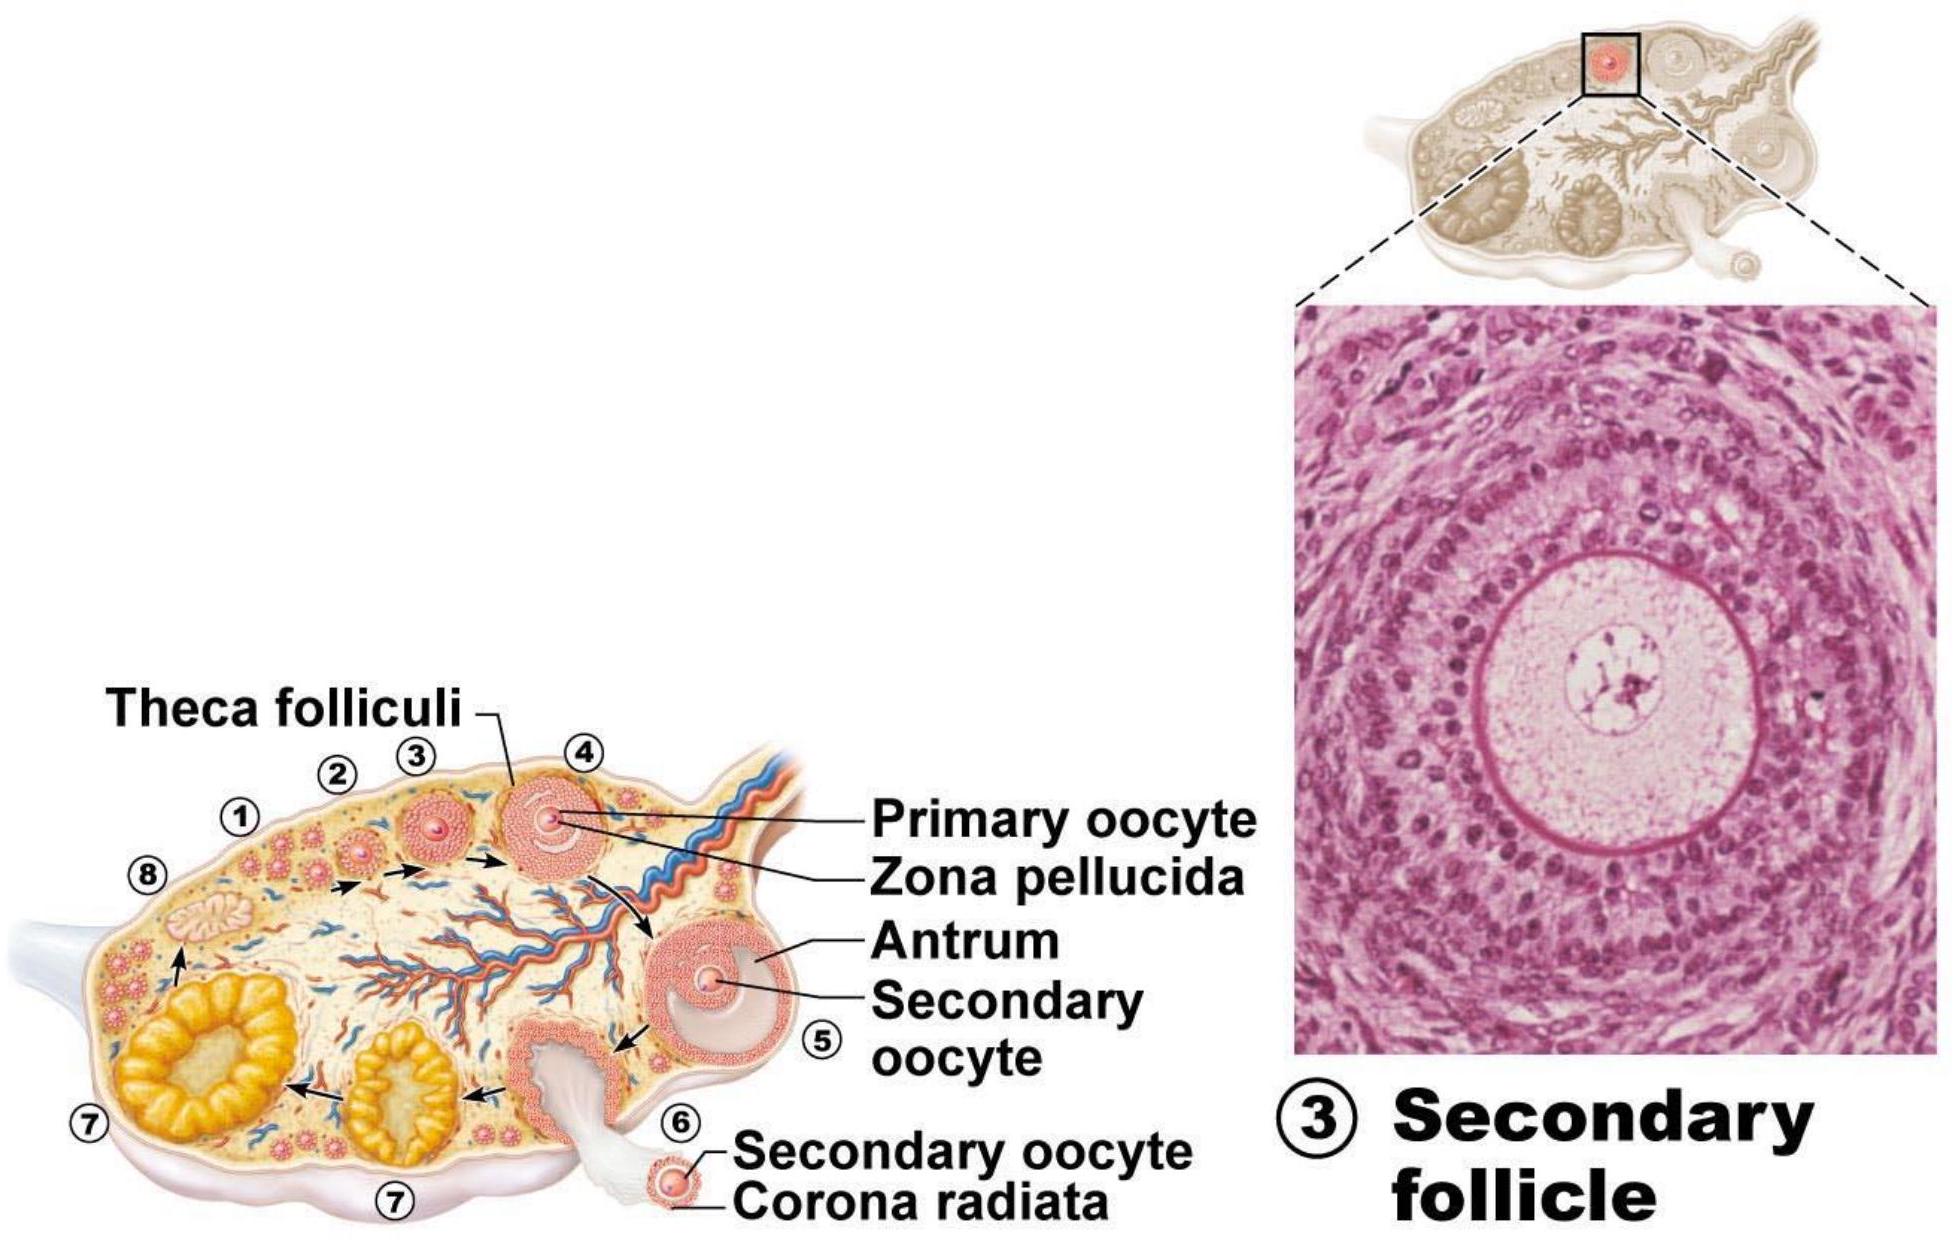 Theca folliculi
4
3
2
1
8
Primary oocyte
Zona pellucida
Antrum
Secondary
oocyte
5
7
6
Secondary oocyte
Corona radiata
7
3 Secondary
follicle